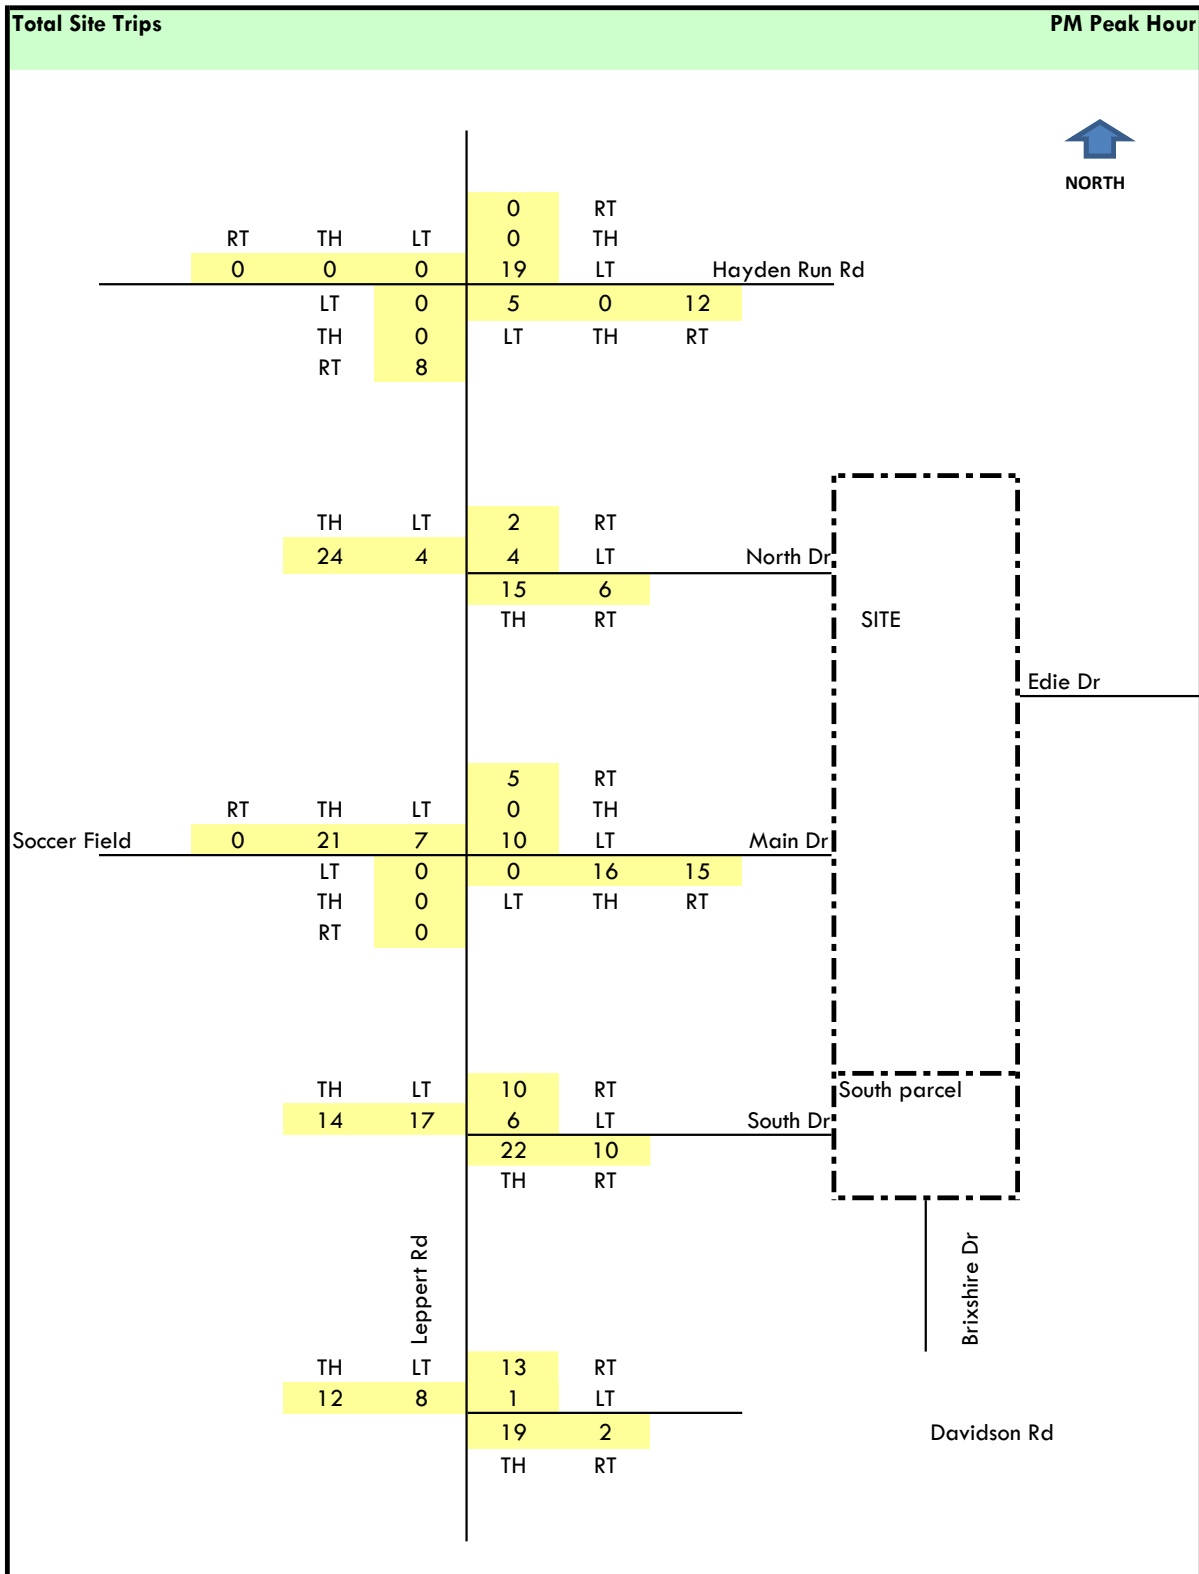 Total Site Trips PM Peak Hour
NORTH
0 RT
RT TH LT 0 TH
0 0 0 19 LT Hayden Run Rd
LT 0 5 0 12
TH 0 LT TH RT
RT 8
TH LT 2 RT
24 4 4 LT North Dr
15 6
TH RT SITE
Edie Dr
5 RT
RT TH LT 0 TH
Soccer Field 0 21 7 10 LT Main Dr
LT 0 0 16 15
TH 0 LT TH RT
RT 0
TH LT 10 RT South parcel
14 17 6 LT South Dr
22 10
TH RT
Leppert Rd
Brixshire Dr
TH LT 13 RT
12 8 1 LT
19 2 Davidson Rd
TH RT